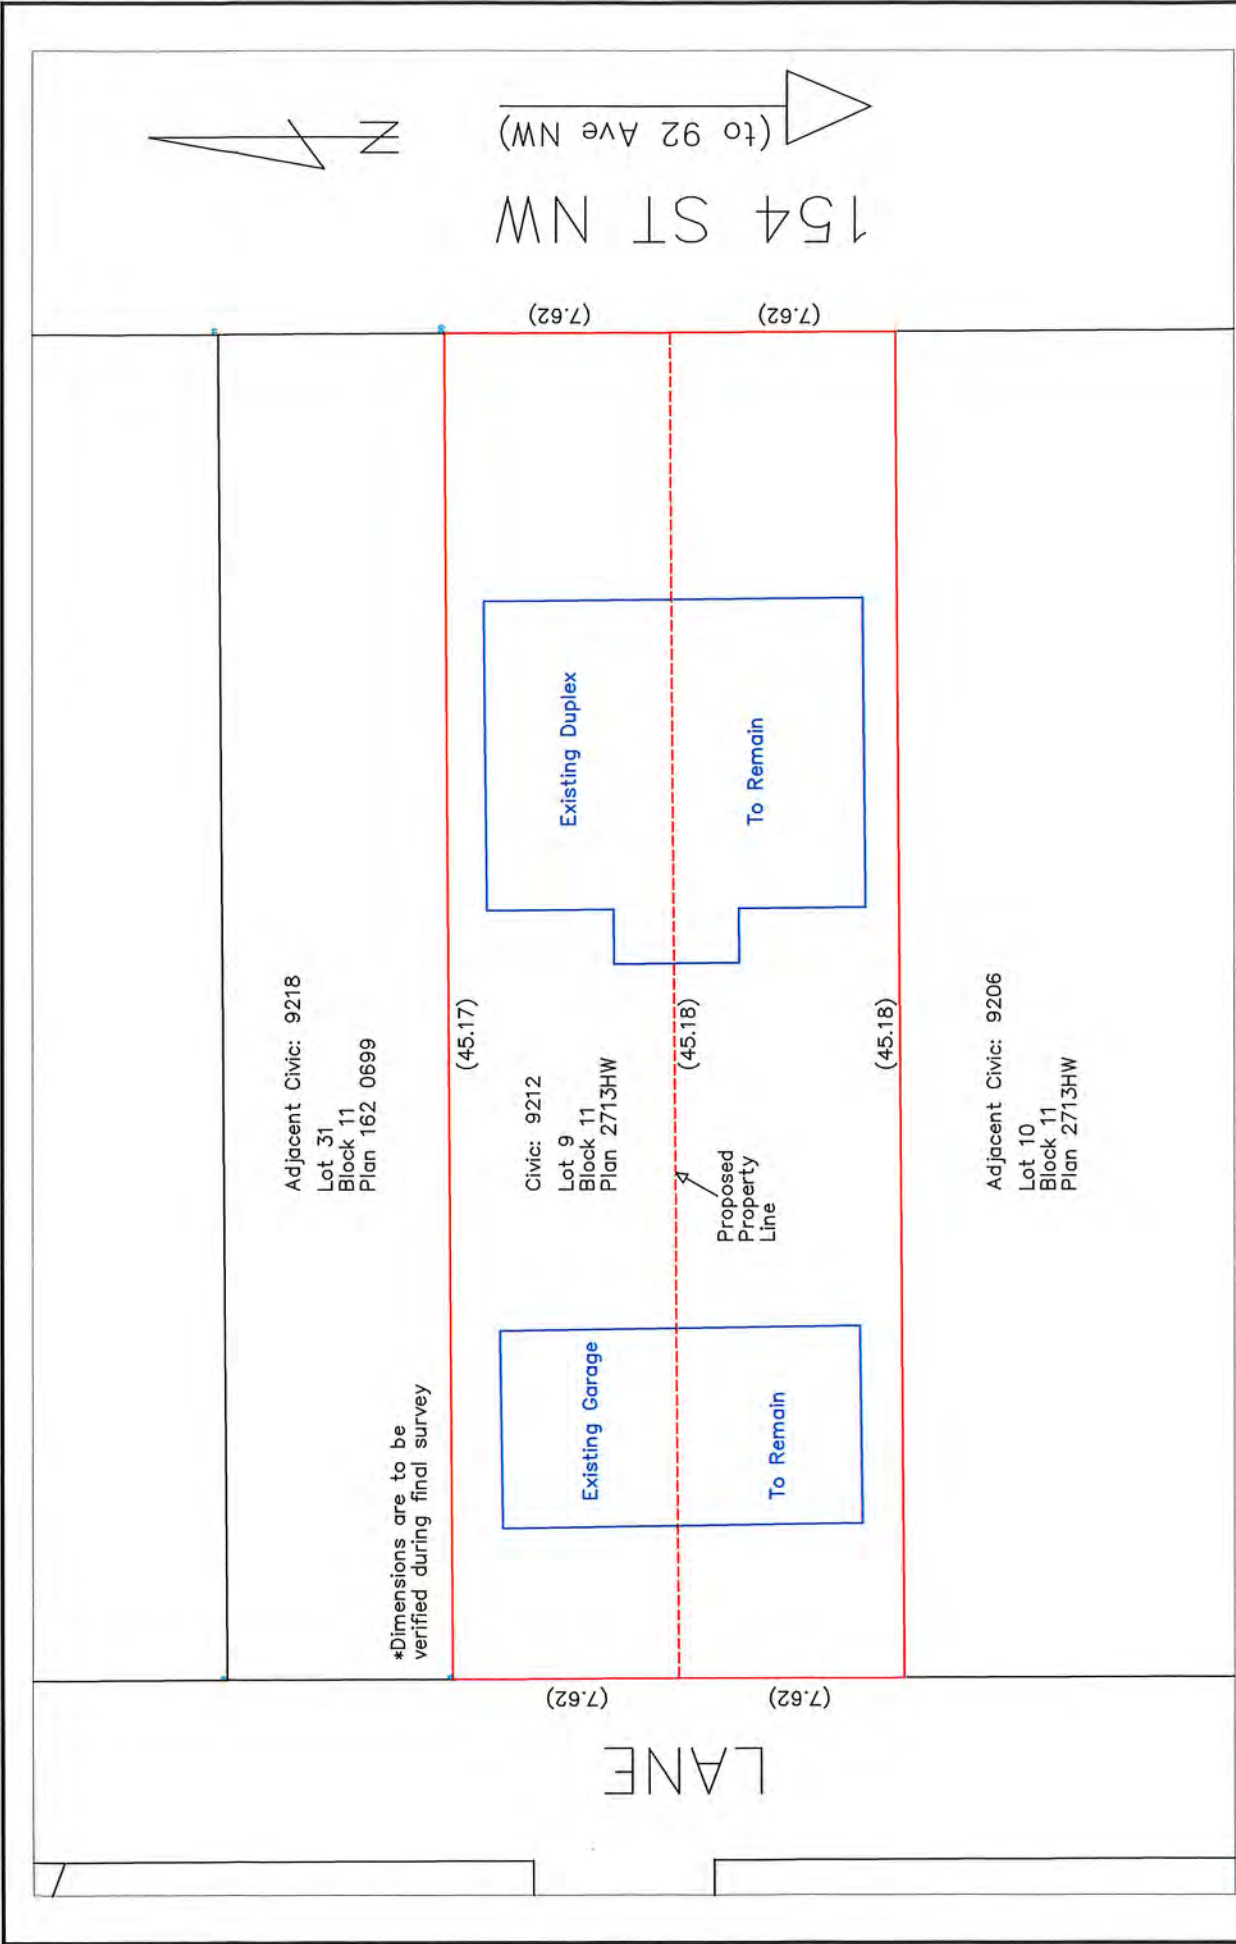 N
(to 92 Ave NW)
154 ST NW
(7.62)
(7.62)
Adjacent Civic: 9218
Lot 31
Block 11
Plan 162 0699
*Dimensions are to be
verified during final survey
(45.17)
Civic: 9212
Lot 9
Block 11
Plan 2713HW
Existing Duplex
To Remain
(45.18)
Proposed
Property
Line
Existing Garage
To Remain
(45.18)
Adjacent Civic: 9206
Lot 10
Block 11
Plan 2713HW
(7.62)
(7.62)
LANE